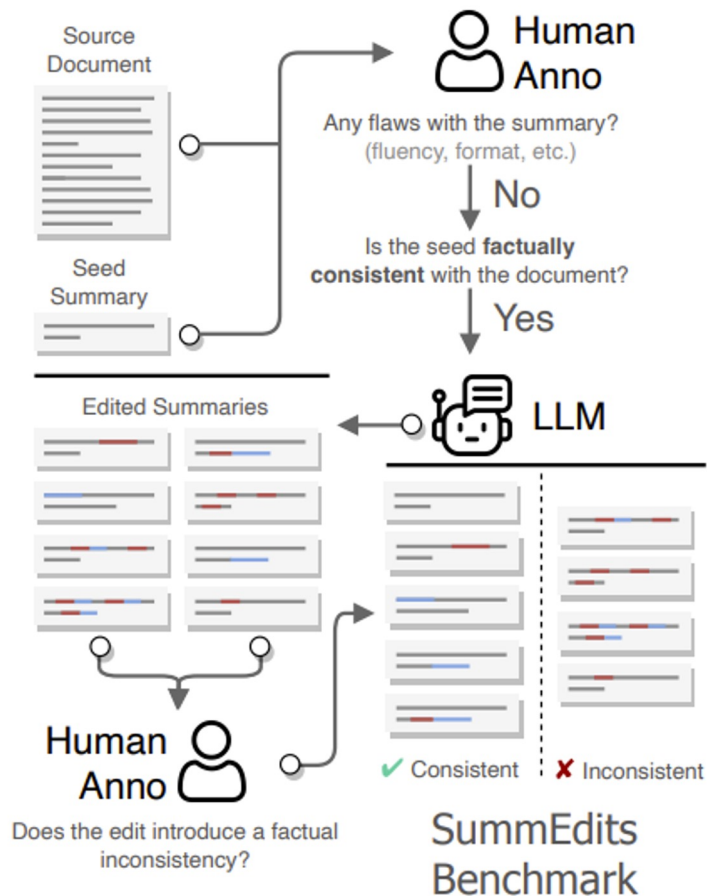 Source
Document
Human
Anno
Any flaws with the summary?
(fluency, format, etc.)
No
Seed
Summary
Is the seed factually
consistent with the document?
Yes
LLM
Edited Summaries
Human
Anno
Does the edit introduce a factual
inconsistency?
✔ Consistent
✘ Inconsistent
SummEdits
Benchmark